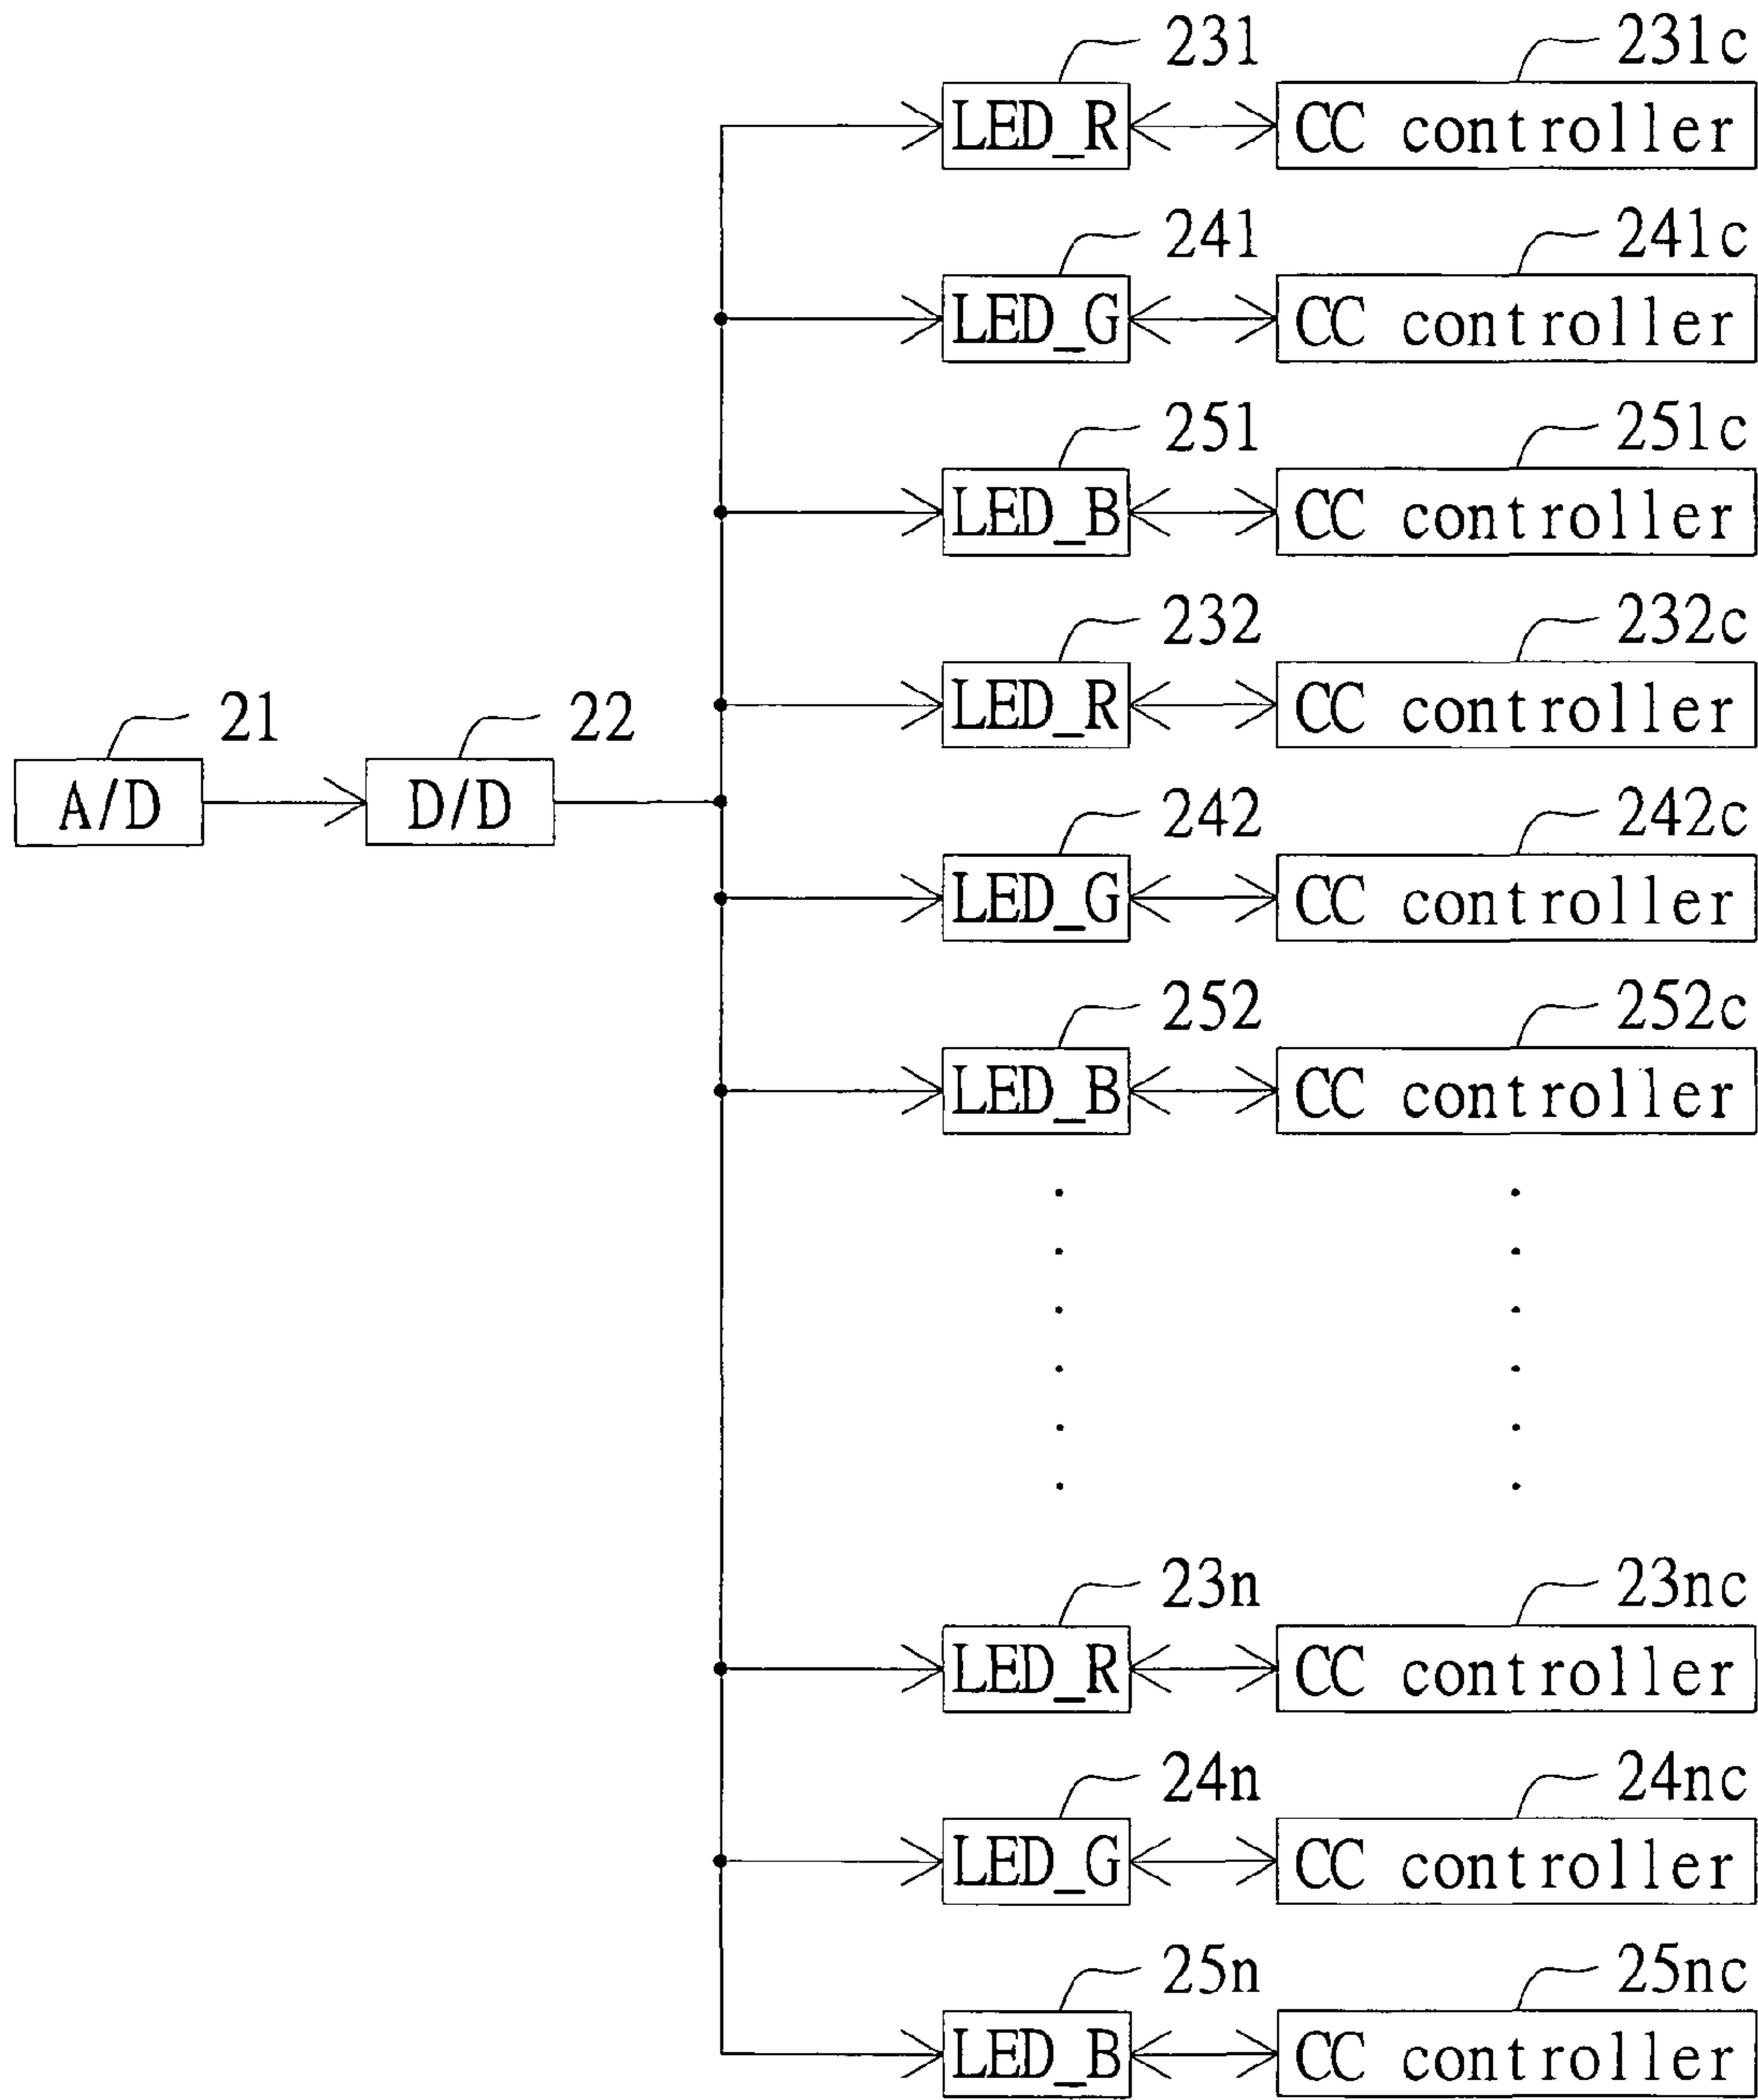 231 231c
LED_R CC controller
241 241c
LED_G CC controller
251 251c
LED_B CC controller
232 232c
LED_R CC controller
21 22
A/D D/D
242 242c
LED_G CC controller
252 252c
LED_B CC controller
23n 23nc
LED_R CC controller
24n 24nc
LED_G CC controller
25n 25nc
LED_B CC controller